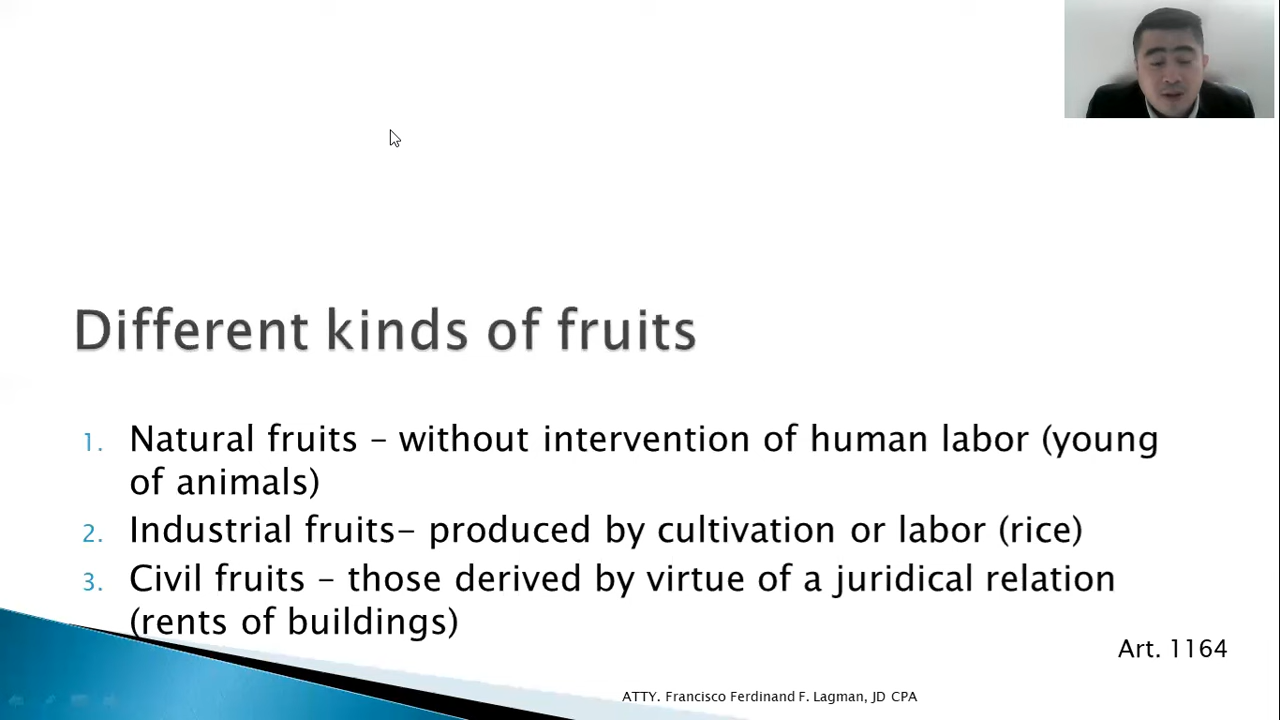 Different kinds of fruits
1. Natural fruits – without intervention of human labor (young
of animals)
2. Industrial fruits– produced by cultivation or labor (rice)
3. Civil fruits – those derived by virtue of a juridical relation
(rents of buildings)
Art. 1164
ATTY. Francisco Ferdinand F. Lagman, JD CPA